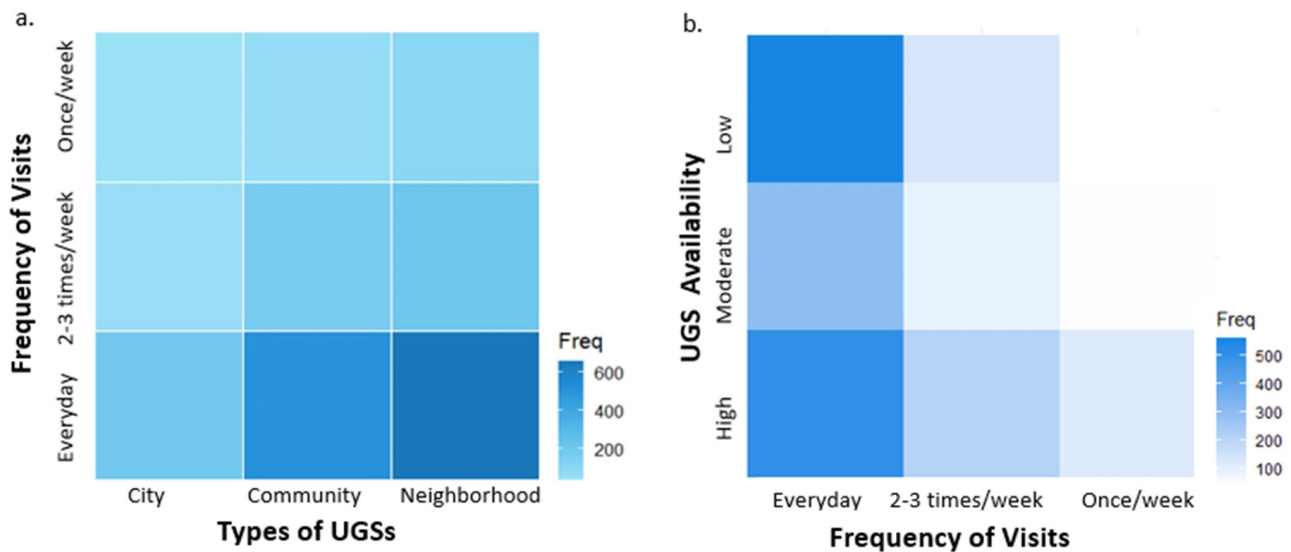 a.
Frequency of Visits
Once/week
2-3 times/week
Everyday
City
Community
Neighborhood
Types of UGSs
Freq
600
400
200
b.
UGS Availability
Low
Moderate
High
Everyday
2-3 times/week
Once/week
Frequency of Visits
Freq
500
400
300
200
100